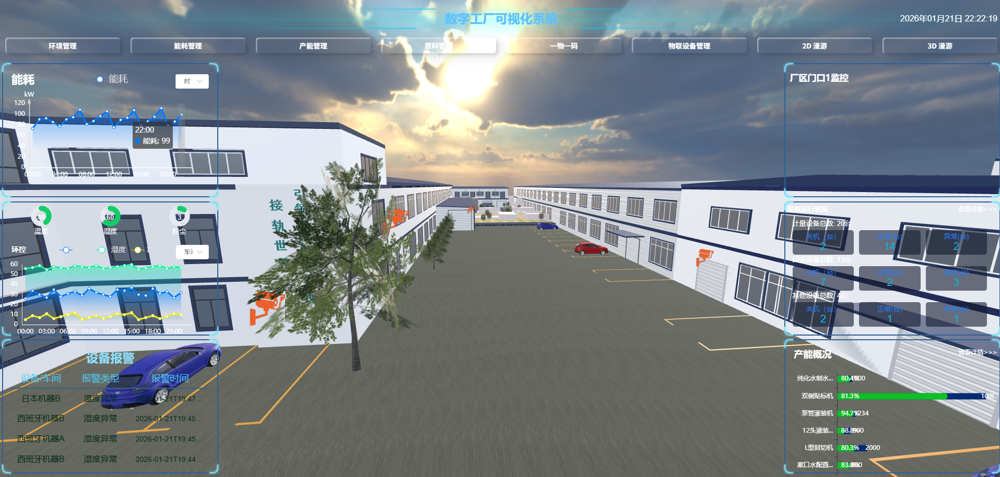 数字工厂可视化系统
2026年01月21日 22:22:19
环境管理
能耗管理
产能管理
原料管
一物一码
物联设备管理
2D 漫游
3D 漫游
能耗
能耗
时
kW
120
100
80
60
40
20
0
00:00 04:00 08:00 12:00 16:00 20:00
22:00
能耗: 99
40
温度
60
湿度
3
粉尘
环控
湿度
车间
60
50
40
30
20
10
0
00:00 03:00 06:00 09:00 12:00 15:00 18:00 21:00
设备报警
设备/车间 报警类型 报警时间
日本机器B 温度异常 2026-01-21T19:47...
西班牙机器B 湿度异常 2026-01-21T19:45...
西班牙机器A 湿度异常 2026-01-21T19:45...
西班牙机器B 湿度异常 2026-01-21T19:44...
接轨世
引领
厂区门口1监控
设备运行状况
查看详情>>>
计量设备总数: 20台
关机（台） 正常(台) 异常(台)
2 14 2
固定设备总数: 13台
关机（台） 正常(台) 异常(台)
7 2 3
其他设备总数: 4台
关机（台） 正常(台) 异常(台)
2 1 1
产能概况
查看详情>>>
纯化水制水... 80.4%
双侧贴标机 81.3% 1000
泵管灌装机 94.7% 1234
12头灌装... 88.8%
L型封切机 80.3% 2000
漱口水配置... 83.8%